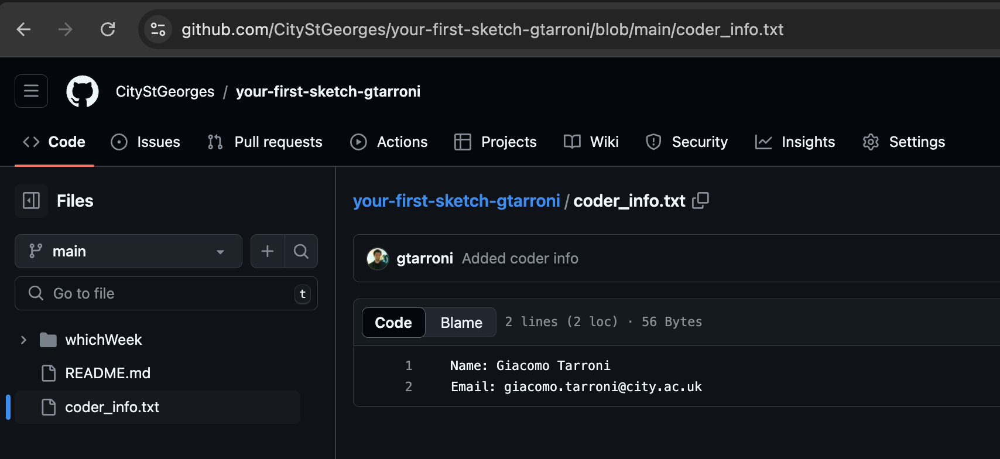 github.com/CityStGeorges/your-first-sketch-gtarroni/blob/main/coder_info.txt
CityStGeorges / your-first-sketch-gtarroni
Code Issues Pull requests Actions Projects Wiki Security Insights Settings
Files
main
Go to file t
whichWeek
README.md
coder_info.txt
your-first-sketch-gtarroni / coder_info.txt
gtarroni Added coder info
Code Blame 2 lines (2 loc) · 56 Bytes
1 Name: Giacomo Tarroni
2 Email: giacomo.tarroni@city.ac.uk